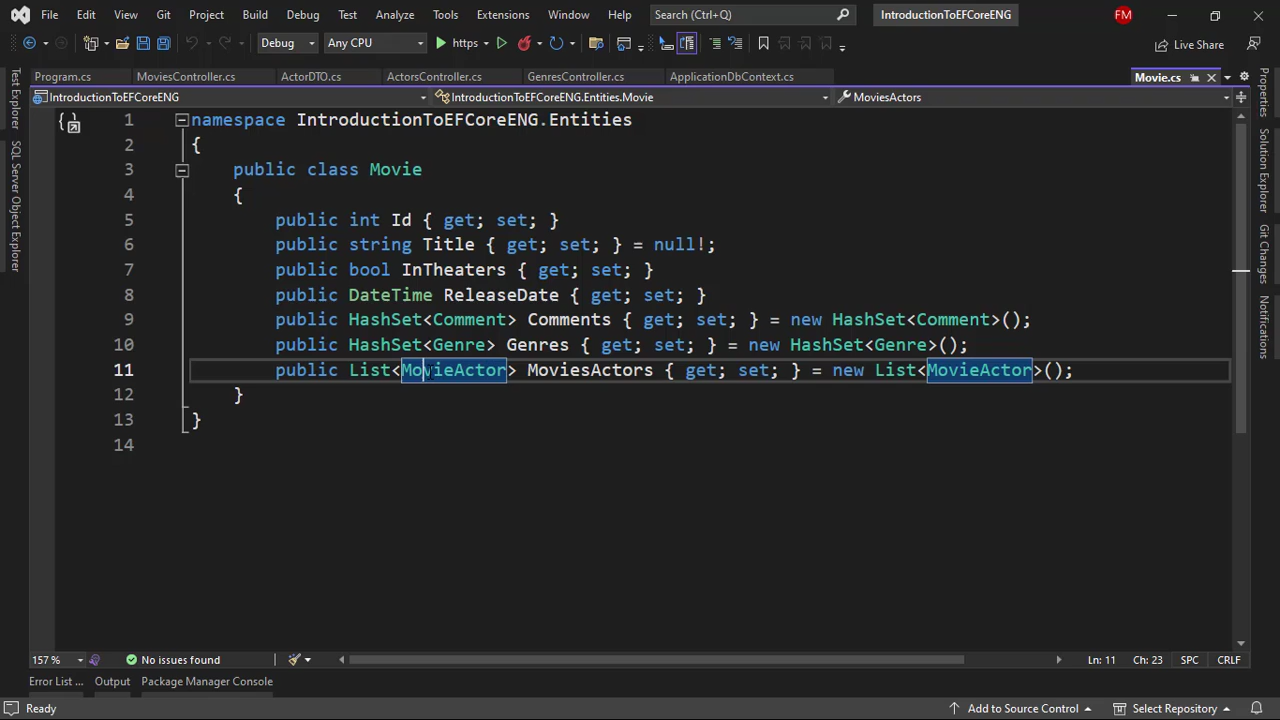 File Edit View Git Project Build Debug Test Analyze Tools Extensions Window Help Search (Ctrl+Q) IntroductionToEFCoreENG FM
Debug Any CPU https Live Share
Program.cs MoviesController.cs ActorDTO.cs ActorsController.cs GenresController.cs ApplicationDbContext.cs Movie.cs
IntroductionToEFCoreENG IntroductionToEFCoreENG.Entities.Movie MoviesActors
Test Explorer
SQL Server Object Explorer
1 namespace IntroductionToEFCoreENG.Entities
2 {
3 public class Movie
4 {
5 public int Id { get; set; }
6 public string Title { get; set; } = null!;
7 public bool InTheaters { get; set; }
8 public DateTime ReleaseDate { get; set; }
9 public HashSet<Comment> Comments { get; set; } = new HashSet<Comment>();
10 public HashSet<Genre> Genres { get; set; } = new HashSet<Genre>();
11 public List<MovieActor> MoviesActors { get; set; } = new List<MovieActor>();
12 }
13 }
14
Properties
Solution Explorer
Git Changes
Notifications
157 % No issues found Ln: 11 Ch: 23 SPC CRLF
Error List ... Output Package Manager Console
Ready Add to Source Control Select Repository